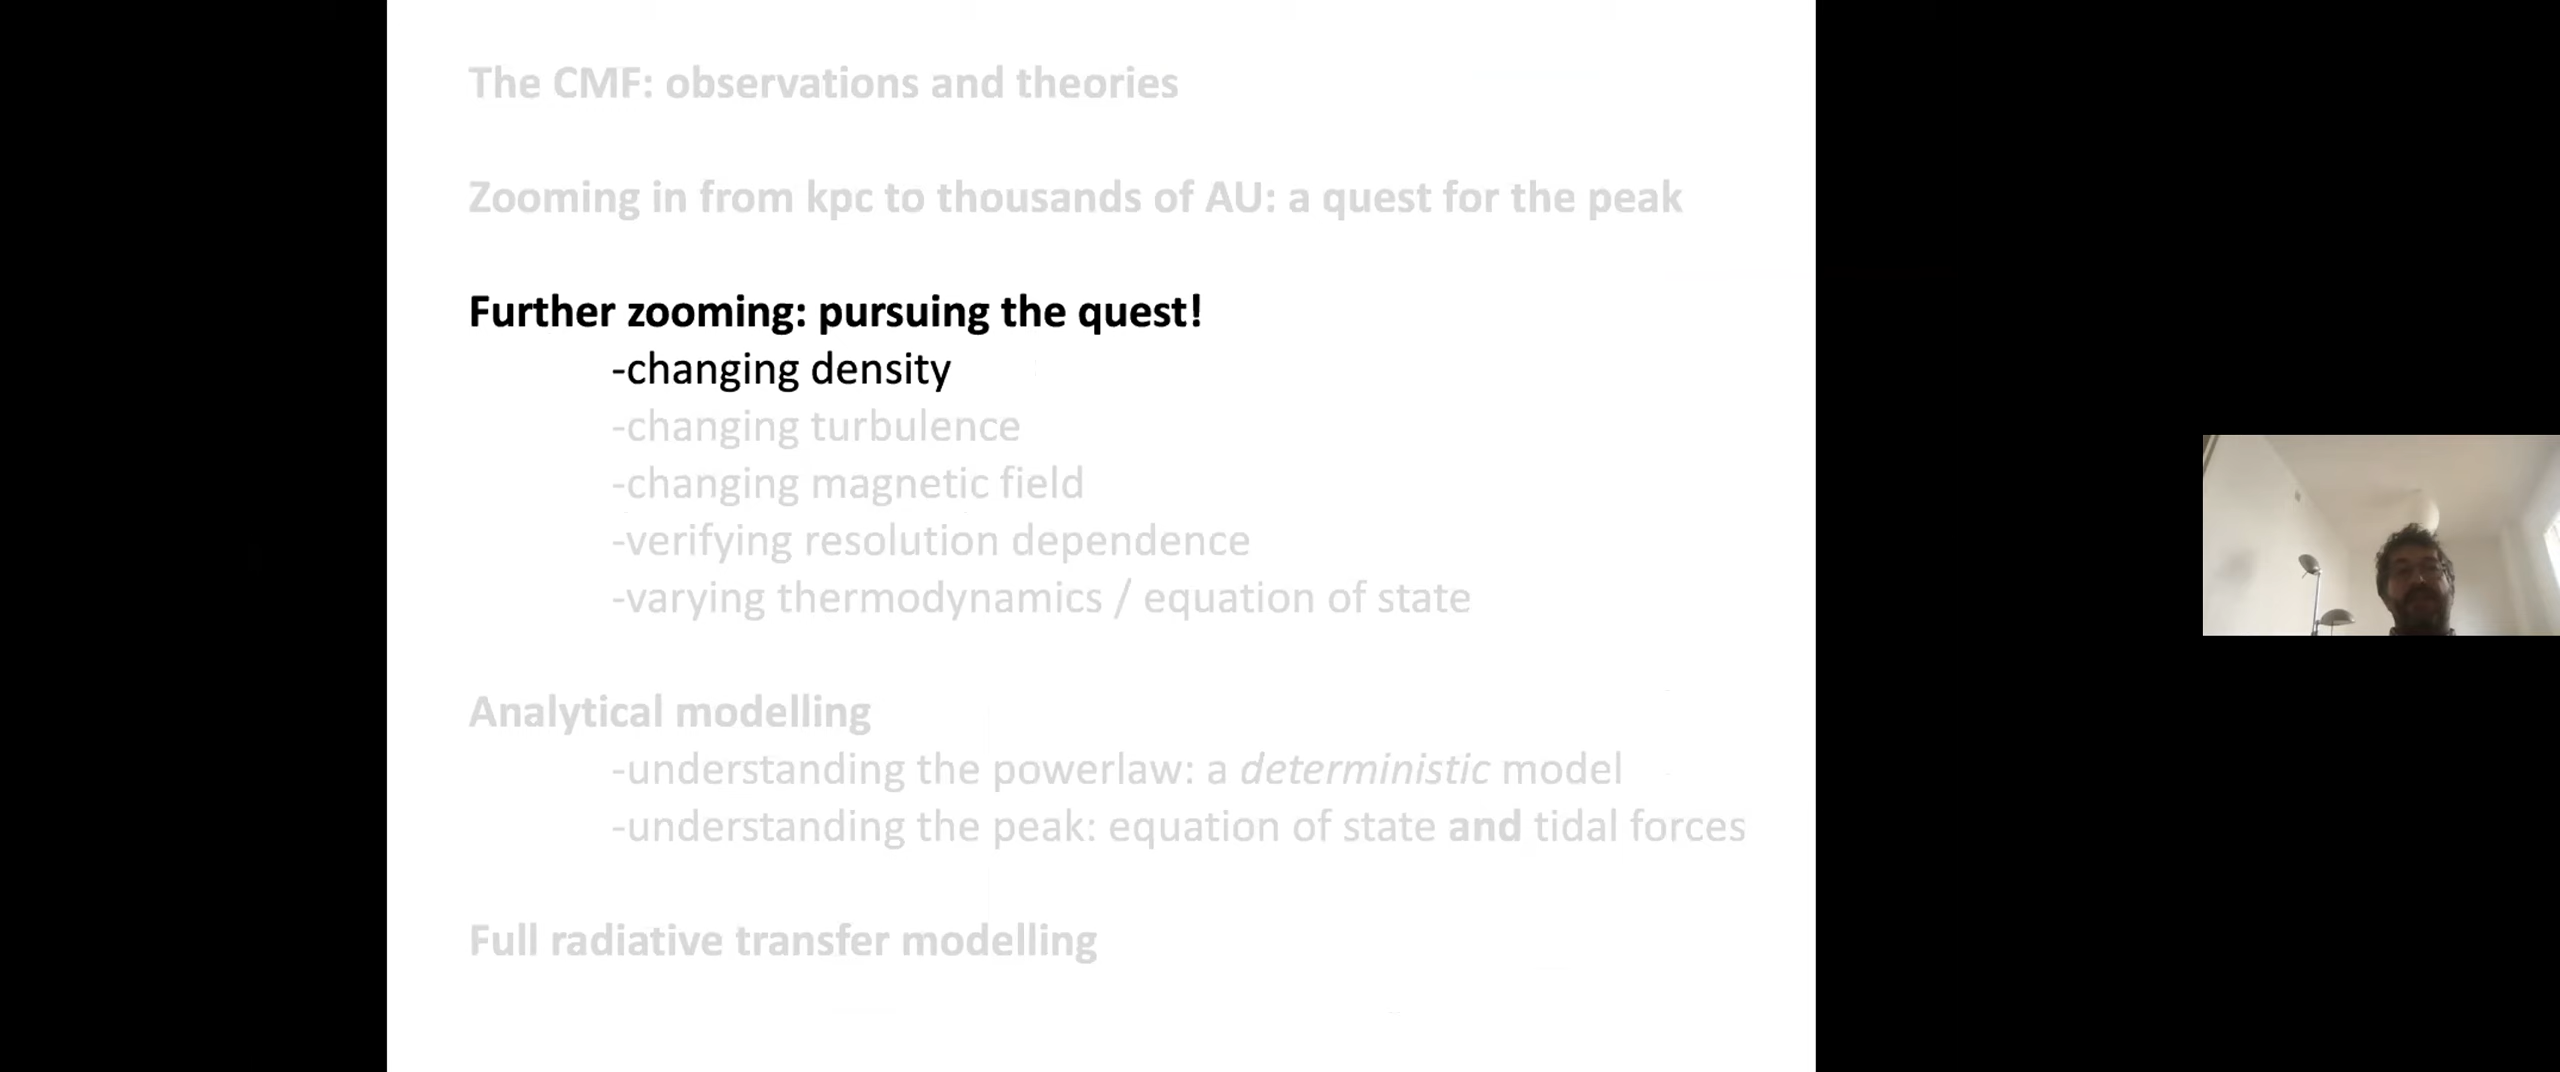 The CMF: observations and theories
Zooming in from kpc to thousands of AU: a quest for the peak
Further zooming: pursuing the quest!
-changing density
-changing turbulence
-changing magnetic field
-verifying resolution dependence
-varying thermodynamics / equation of state
Analytical modelling
-understanding the powerlaw: a deterministic model
-understanding the peak: equation of state and tidal forces
Full radiative transfer modelling